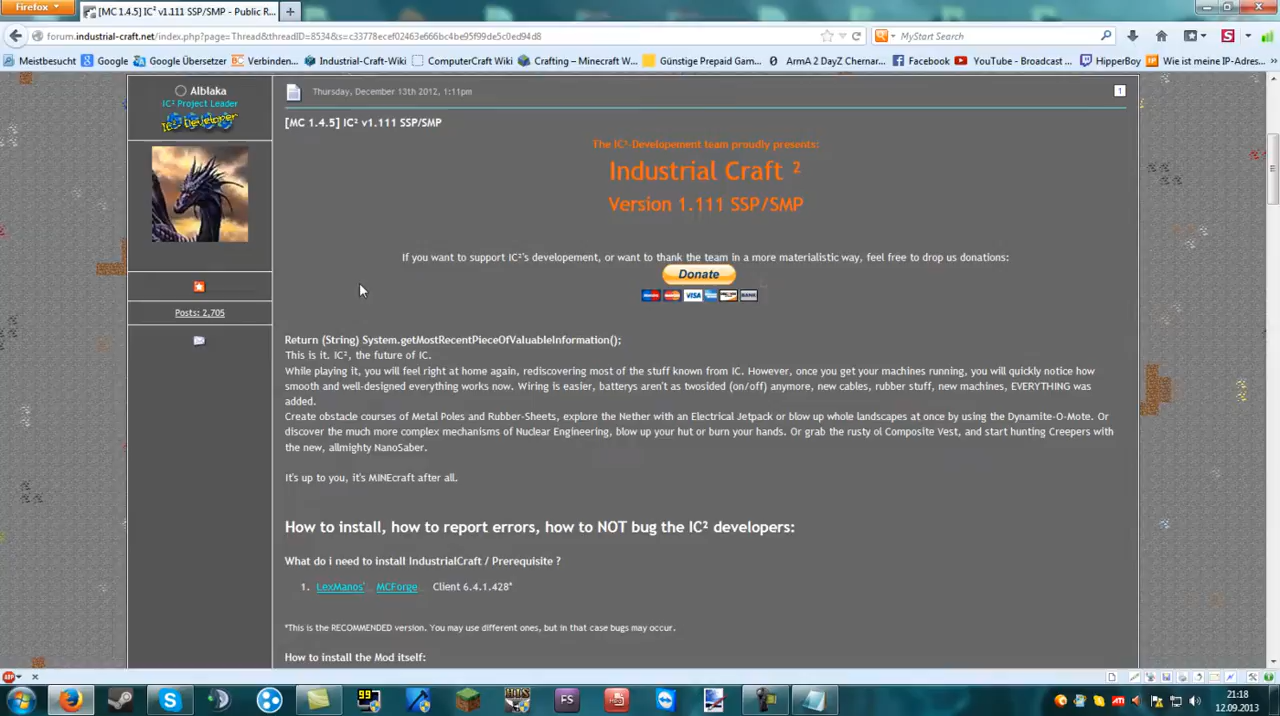 Firefox
[MC 1.4.5] IC² v1.111 SSP/SMP - Public R...
forum.industrial-craft.net/index.php?page=Thread&threadID=8534&s=c33778ecef02463e666bc4be95f99de5c0ed94d8
MyStart Search
Meistbesucht Google Google Übersetzer Verbinden... Industrial-Craft-Wiki ComputerCraft Wiki Crafting – Minecraft W... Günstige Prepaid Gam... ArmA 2 DayZ Chernar... Facebook YouTube - Broadcast ... HipperBoy Wie ist meine IP-Adres...
Alblaka
IC² Project Leader
IC² Developer
Posts: 2,705
Thursday, December 13th 2012, 1:11pm
1
[MC 1.4.5] IC² v1.111 SSP/SMP
The IC²-Developement team proudly presents:
Industrial Craft ²
Version 1.111 SSP/SMP
If you want to support IC²'s developement, or want to thank the team in a more materialistic way, feel free to drop us donations:
Donate
VISA
BANK
Return (String) System.getMostRecentPieceOfValuableInformation();
This is it. IC², the future of IC.
While playing it, you will feel right at home again, rediscovering most of the stuff known from IC. However, once you get your machines running, you will quickly notice how
smooth and well-designed everything works now. Wiring is easier, batterys aren't as twosided (on/off) anymore, new cables, rubber stuff, new machines, EVERYTHING was
added.
Create obstacle courses of Metal Poles and Rubber-Sheets, explore the Nether with an Electrical Jetpack or blow up whole landscapes at once by using the Dynamite-O-Mote. Or
discover the much more complex mechanisms of Nuclear Engineering, blow up your hut or burn your hands. Or grab the rusty ol Composite Vest, and start hunting Creepers with
the new, allmighty NanoSaber.
It's up to you, it's MINEcraft after all.
How to install, how to report errors, how to NOT bug the IC² developers:
What do i need to install IndustrialCraft / Prerequisite ?
1. LexManos' MCForge Client 6.4.1.428*
*This is the RECOMMENDED version. You may use different ones, but in that case bugs may occur.
How to install the Mod itself:
ABP
99
FS
21:18
12.09.2013